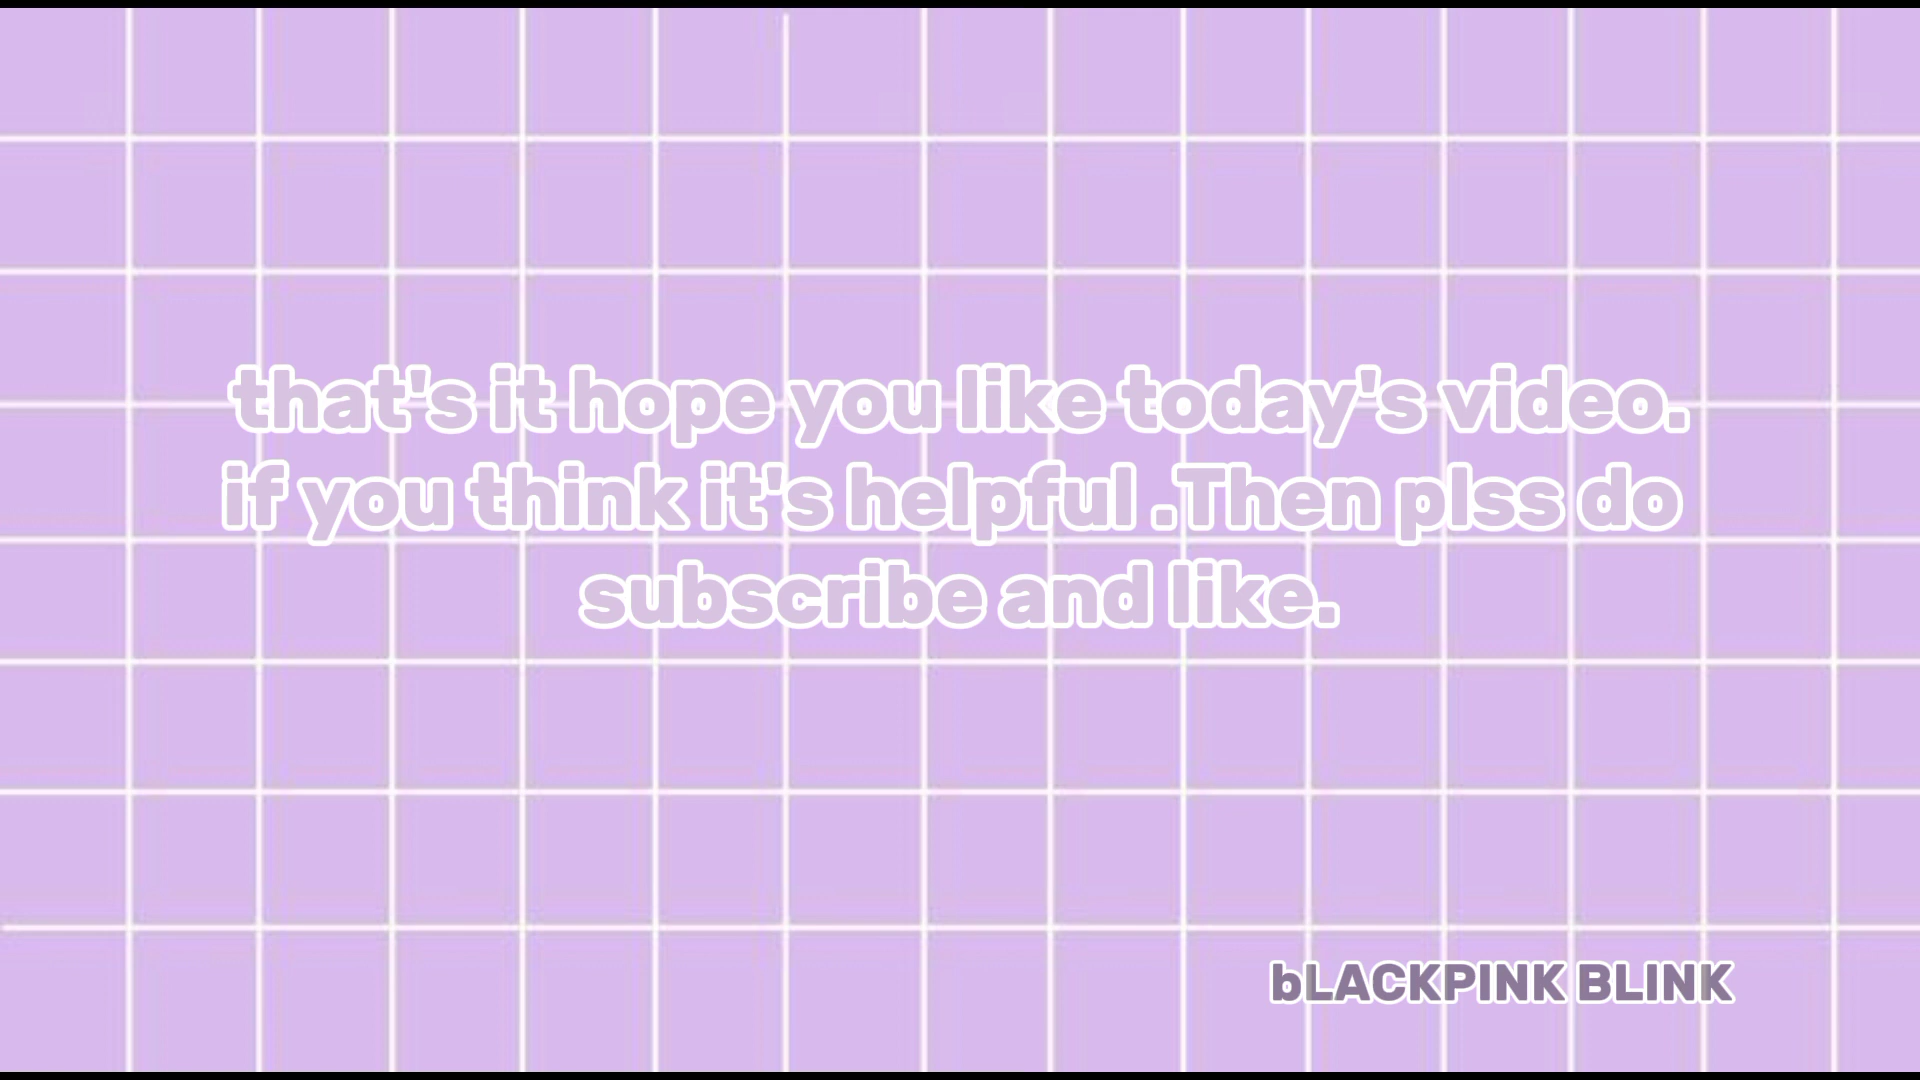 that's it hope you like today's video.
if you think it's helpful .Then plss do
subscribe and like.
bLACKPINK BLINK